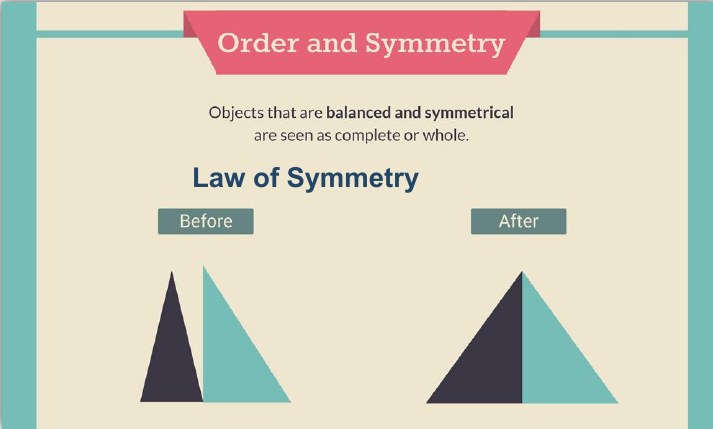 Order and Symmetry
Objects that are balanced and symmetrical
are seen as complete or whole.
Law of Symmetry
Before
After